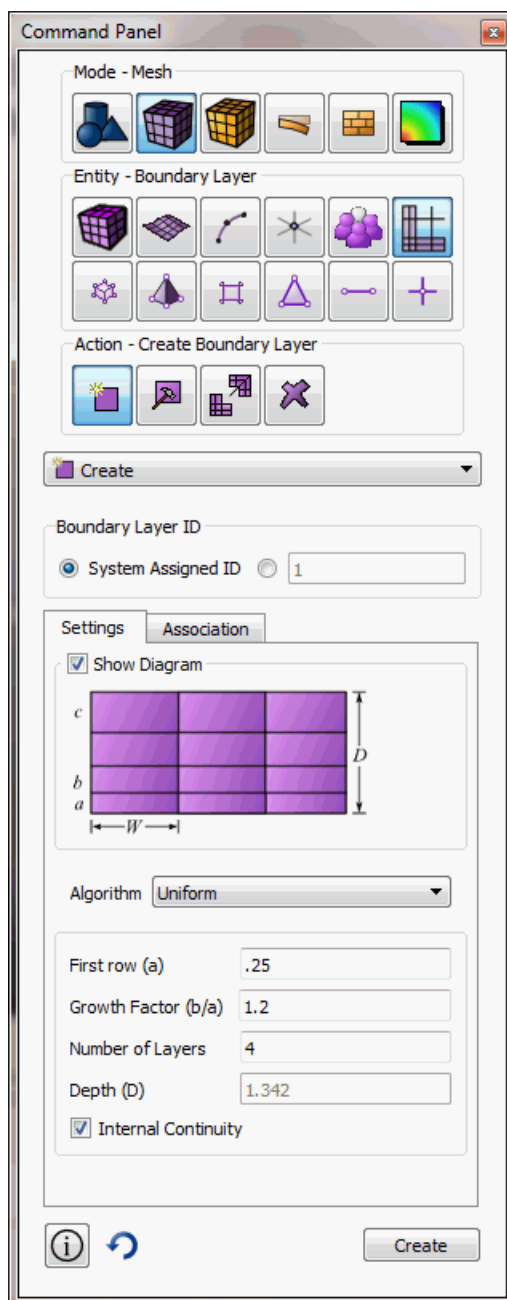 Command Panel
Mode - Mesh
Entity - Boundary Layer
Action - Create Boundary Layer
Create
Boundary Layer ID
System Assigned ID 1
Settings Association
Show Diagram
c
D
b
a
W
Algorithm Uniform
First row (a) .25
Growth Factor (b/a) 1.2
Number of Layers 4
Depth (D) 1.342
Internal Continuity
Create